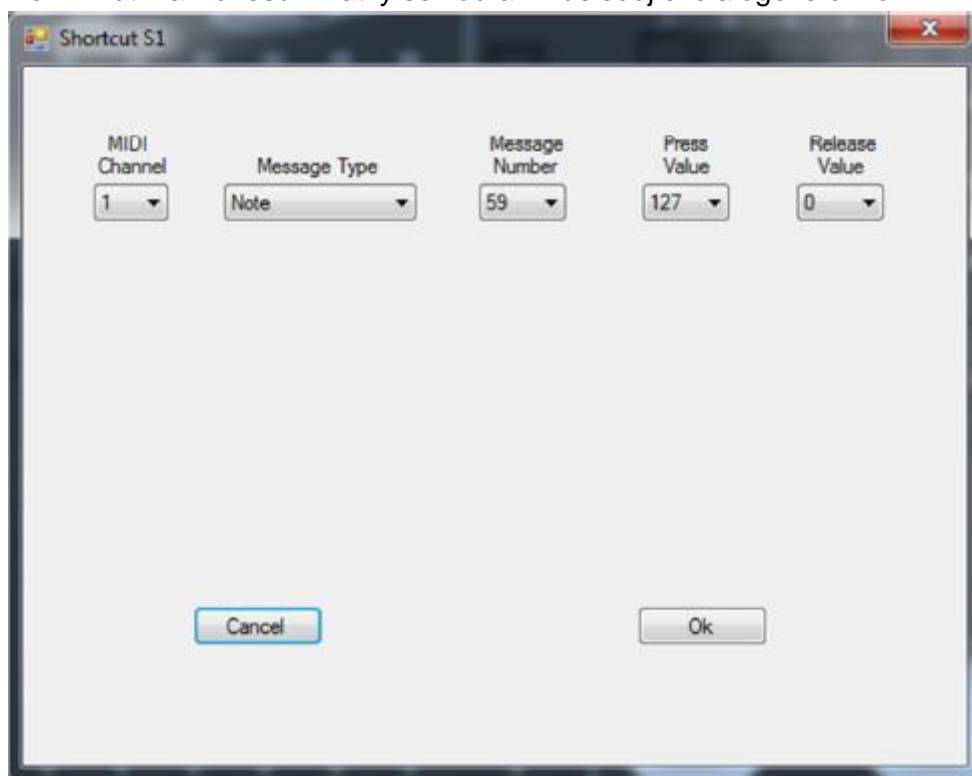 Shortcut S1
MIDI
Channel
Message Type
Message
Number
Press
Value
Release
Value
1
Note
59
127
0
Cancel
Ok